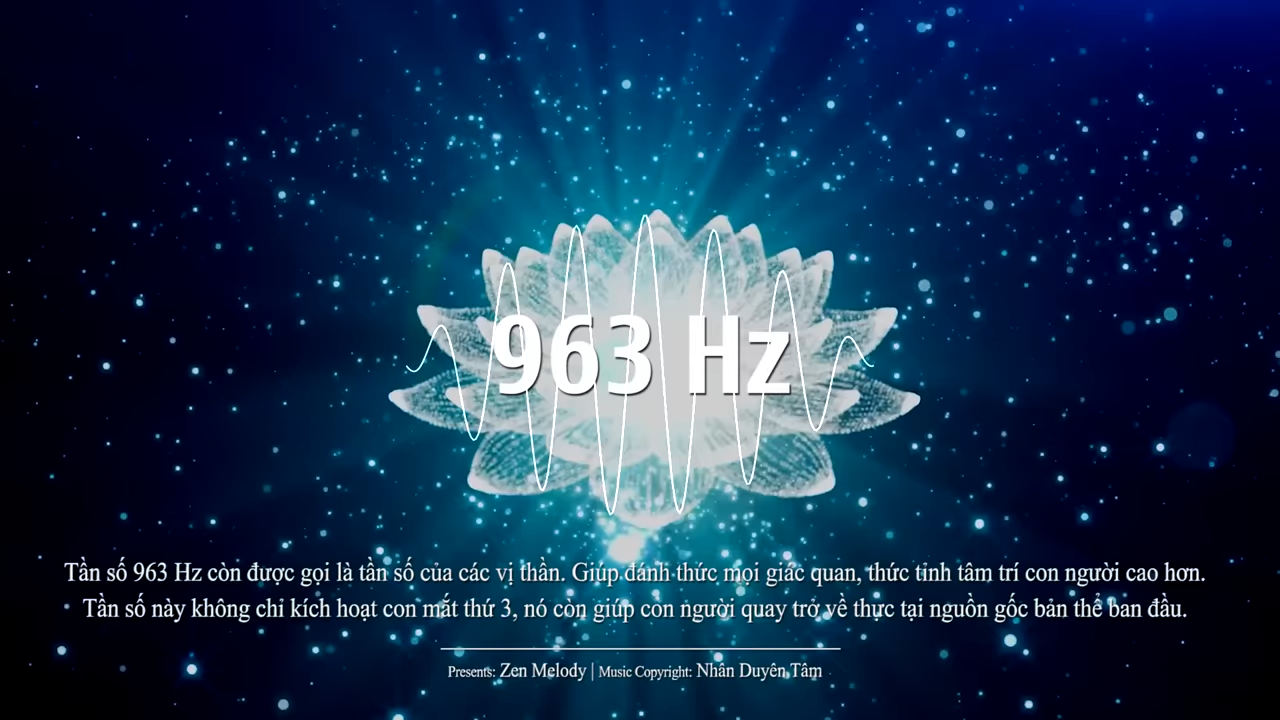 963 Hz
Tần số 963 Hz còn được gọi là tần số của các vị thần. Giúp đánh thức mọi giác quan, thức tỉnh tâm trí con người cao hơn.
Tần số này không chỉ kích hoạt con mắt thứ 3, nó còn giúp con người quay trở về thực tại nguồn gốc bản thể ban đầu.
Presents: Zen Melody | Music Copyright: Nhân Duyên Tâm